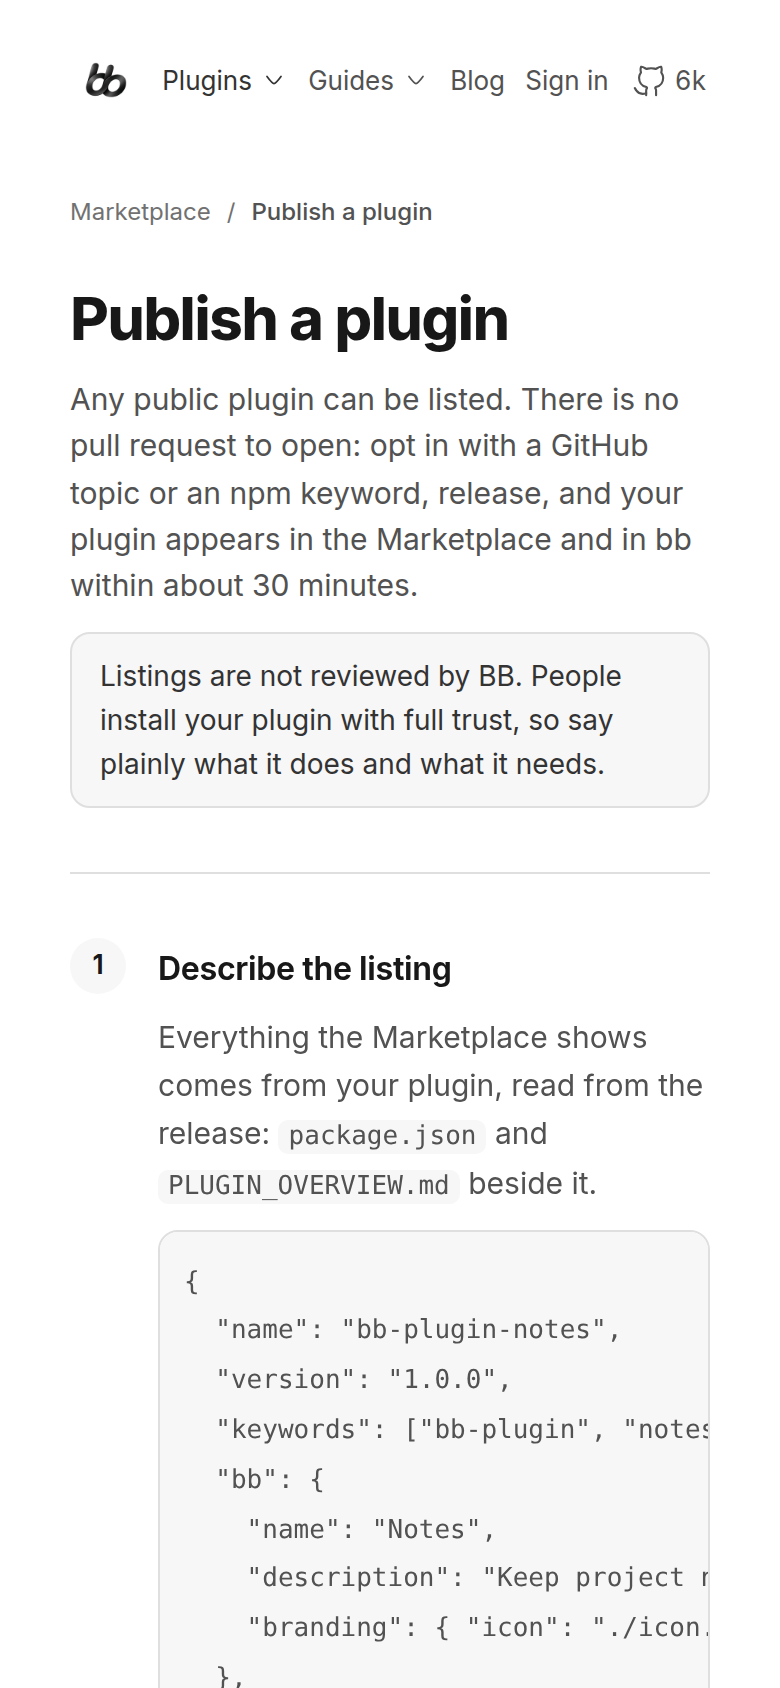 bb Plugins Guides Blog Sign in 6k
Marketplace / Publish a plugin
Publish a plugin
Any public plugin can be listed. There is no
pull request to open: opt in with a GitHub
topic or an npm keyword, release, and your
plugin appears in the Marketplace and in bb
within about 30 minutes.
Listings are not reviewed by BB. People
install your plugin with full trust, so say
plainly what it does and what it needs.
1 Describe the listing
Everything the Marketplace shows
comes from your plugin, read from the
release: package.json and
PLUGIN_OVERVIEW.md beside it.
{
  "name": "bb-plugin-notes",
  "version": "1.0.0",
  "keywords": ["bb-plugin", "notes
  "bb": {
    "name": "Notes",
    "description": "Keep project
    "branding": { "icon": "./icon.
  },